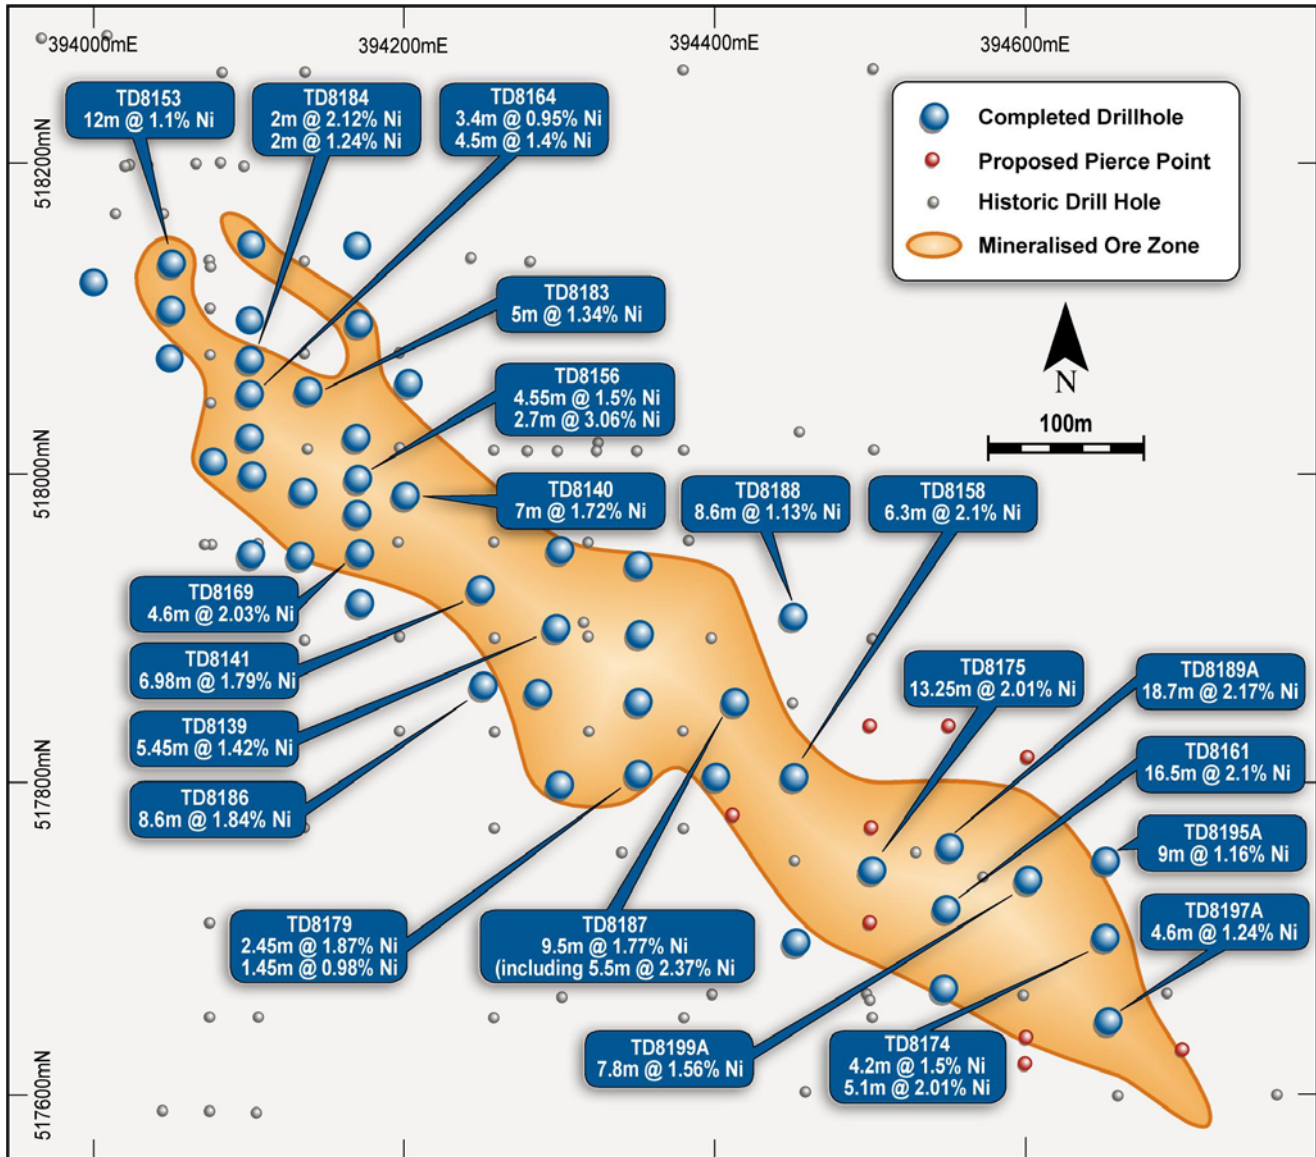 394000mE
394200mE
394400mE
394600mE
518200mN
518000mN
517800mN
517600mN
TD8153
12m @ 1.1% Ni
TD8184
2m @ 2.12% Ni
2m @ 1.24% Ni
TD8164
3.4m @ 0.95% Ni
4.5m @ 1.4% Ni
Completed Drillhole
Proposed Pierce Point
Historic Drill Hole
Mineralised Ore Zone
N
100m
TD8183
5m @ 1.34% Ni
TD8156
4.55m @ 1.5% Ni
2.7m @ 3.06% Ni
TD8140
7m @ 1.72% Ni
TD8188
8.6m @ 1.13% Ni
TD8158
6.3m @ 2.1% Ni
TD8169
4.6m @ 2.03% Ni
TD8141
6.98m @ 1.79% Ni
TD8139
5.45m @ 1.42% Ni
TD8186
8.6m @ 1.84% Ni
TD8175
13.25m @ 2.01% Ni
TD8189A
18.7m @ 2.17% Ni
TD8161
16.5m @ 2.1% Ni
TD8195A
9m @ 1.16% Ni
TD8197A
4.6m @ 1.24% Ni
TD8179
2.45m @ 1.87% Ni
1.45m @ 0.98% Ni
TD8187
9.5m @ 1.77% Ni
(including 5.5m @ 2.37% Ni
TD8199A
7.8m @ 1.56% Ni
TD8174
4.2m @ 1.5% Ni
5.1m @ 2.01% Ni